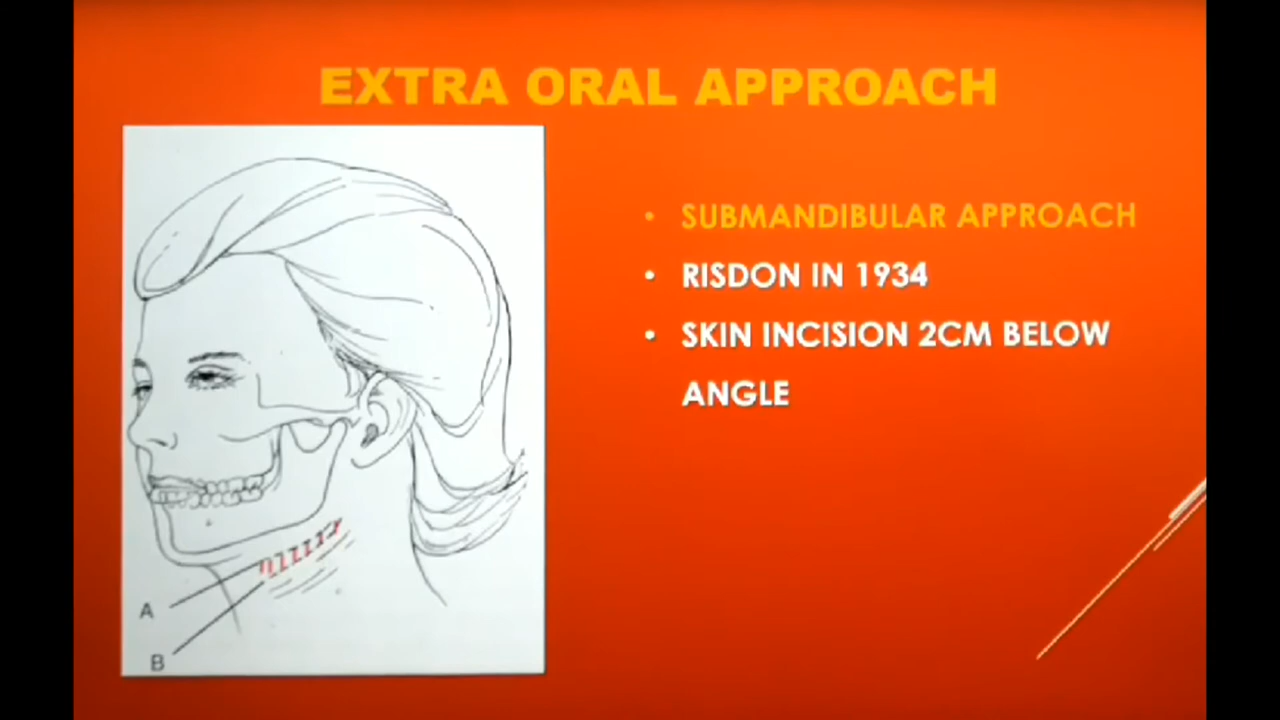 EXTRA ORAL APPROACH
• SUBMANDIBULAR APPROACH
• RISDON IN 1934
• SKIN INCISION 2CM BELOW
ANGLE
A
B